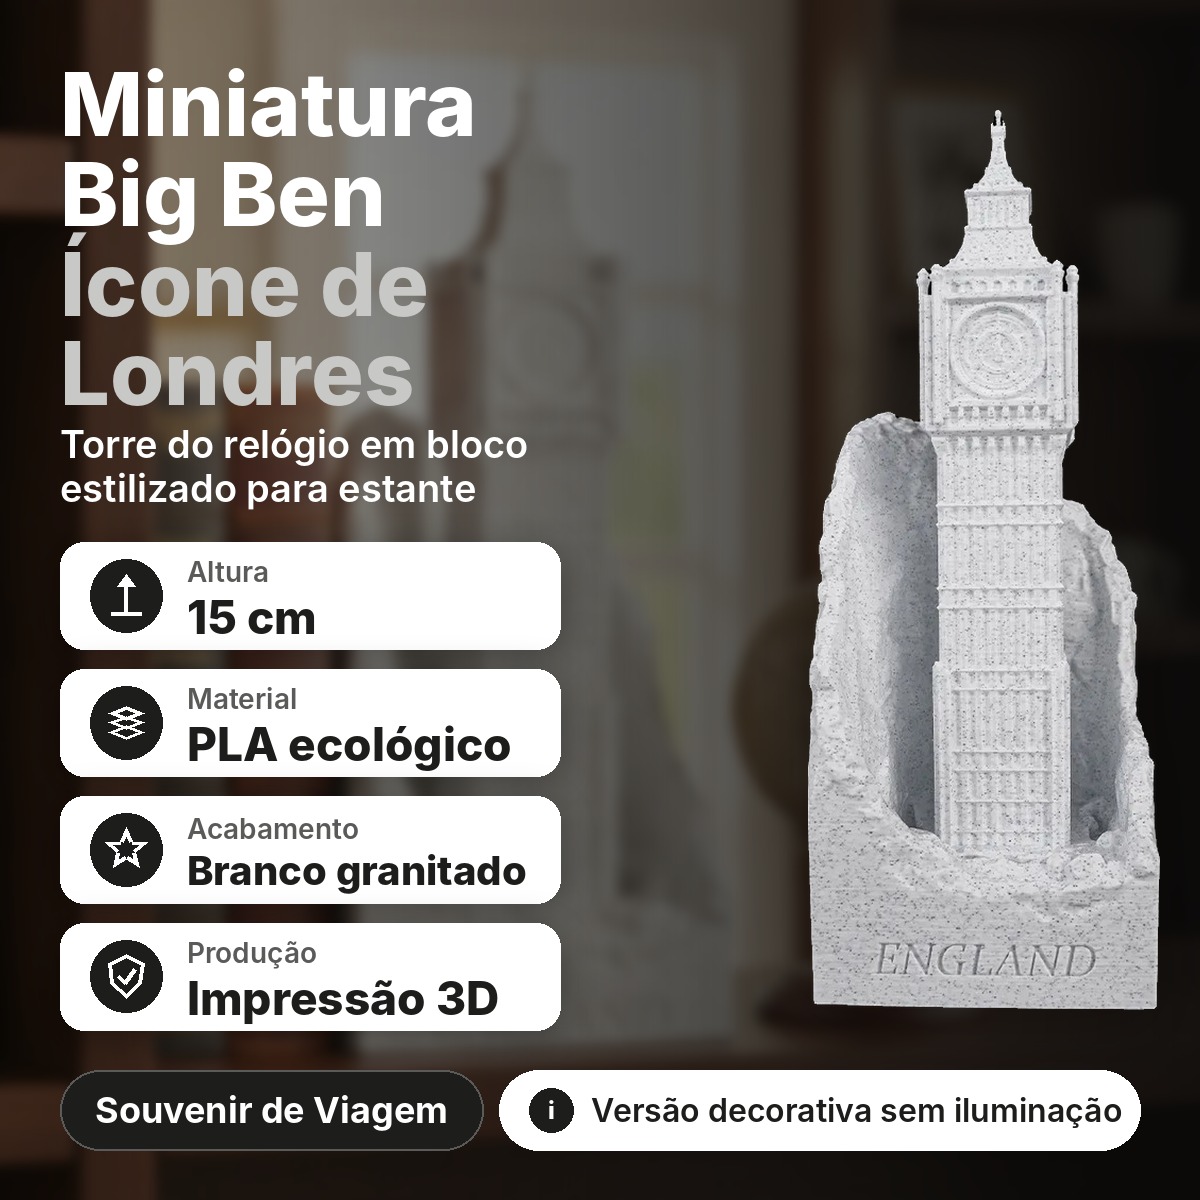 Miniatura
Big Ben
Ícone de
Londres
Torre do relógio em bloco
estilizado para estante
Altura
15 cm
Material
PLA ecológico
Acabamento
Branco granitado
Produção
Impressão 3D
ENGLAND
Souvenir de Viagem
i Versão decorativa sem iluminação